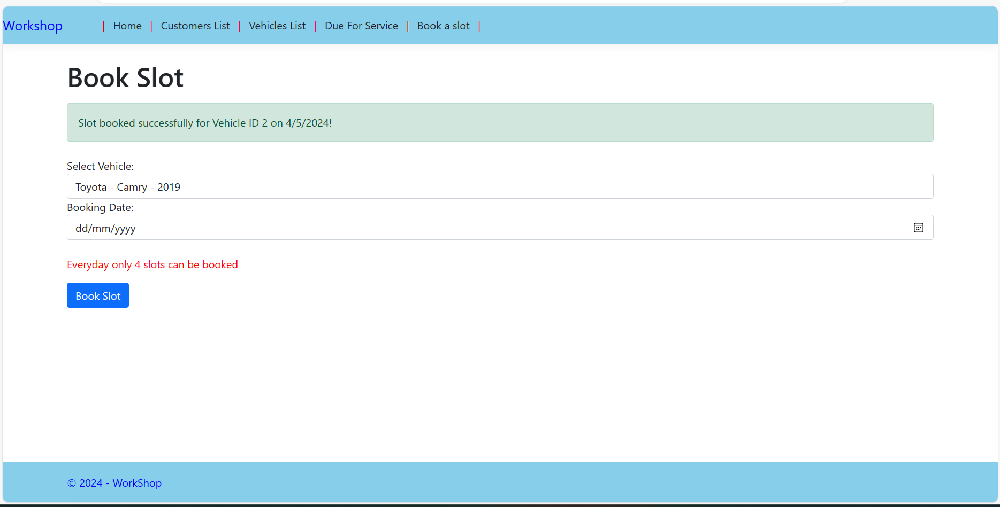 Workshop | Home | Customers List | Vehicles List | Due For Service | Book a slot |
Book Slot
Slot booked successfully for Vehicle ID 2 on 4/5/2024!
Select Vehicle:
Toyota - Camry - 2019
Booking Date:
dd/mm/yyyy
Everyday only 4 slots can be booked
Book Slot
© 2024 - WorkShop